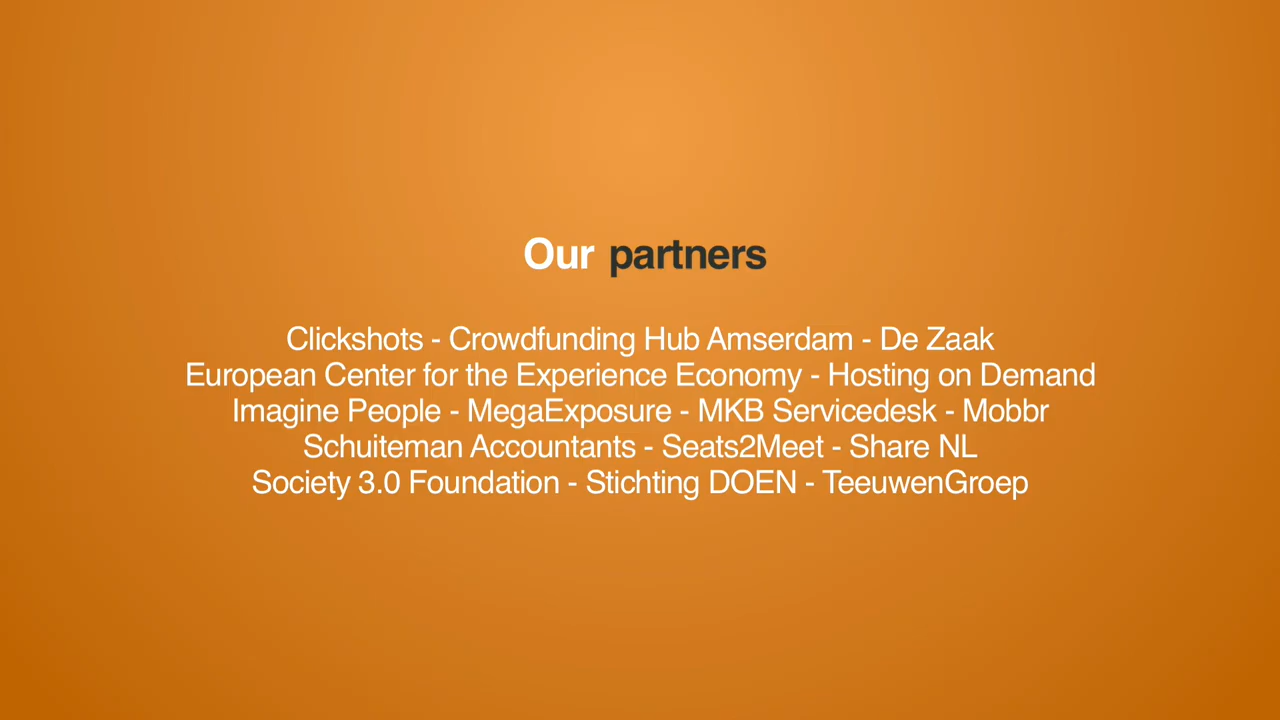 Our partners
Clickshots - Crowdfunding Hub Amserdam - De Zaak
European Center for the Experience Economy - Hosting on Demand
Imagine People - MegaExposure - MKB Servicedesk - Mobbr
Schuiteman Accountants - Seats2Meet - Share NL
Society 3.0 Foundation - Stichting DOEN - TeeuwenGroep